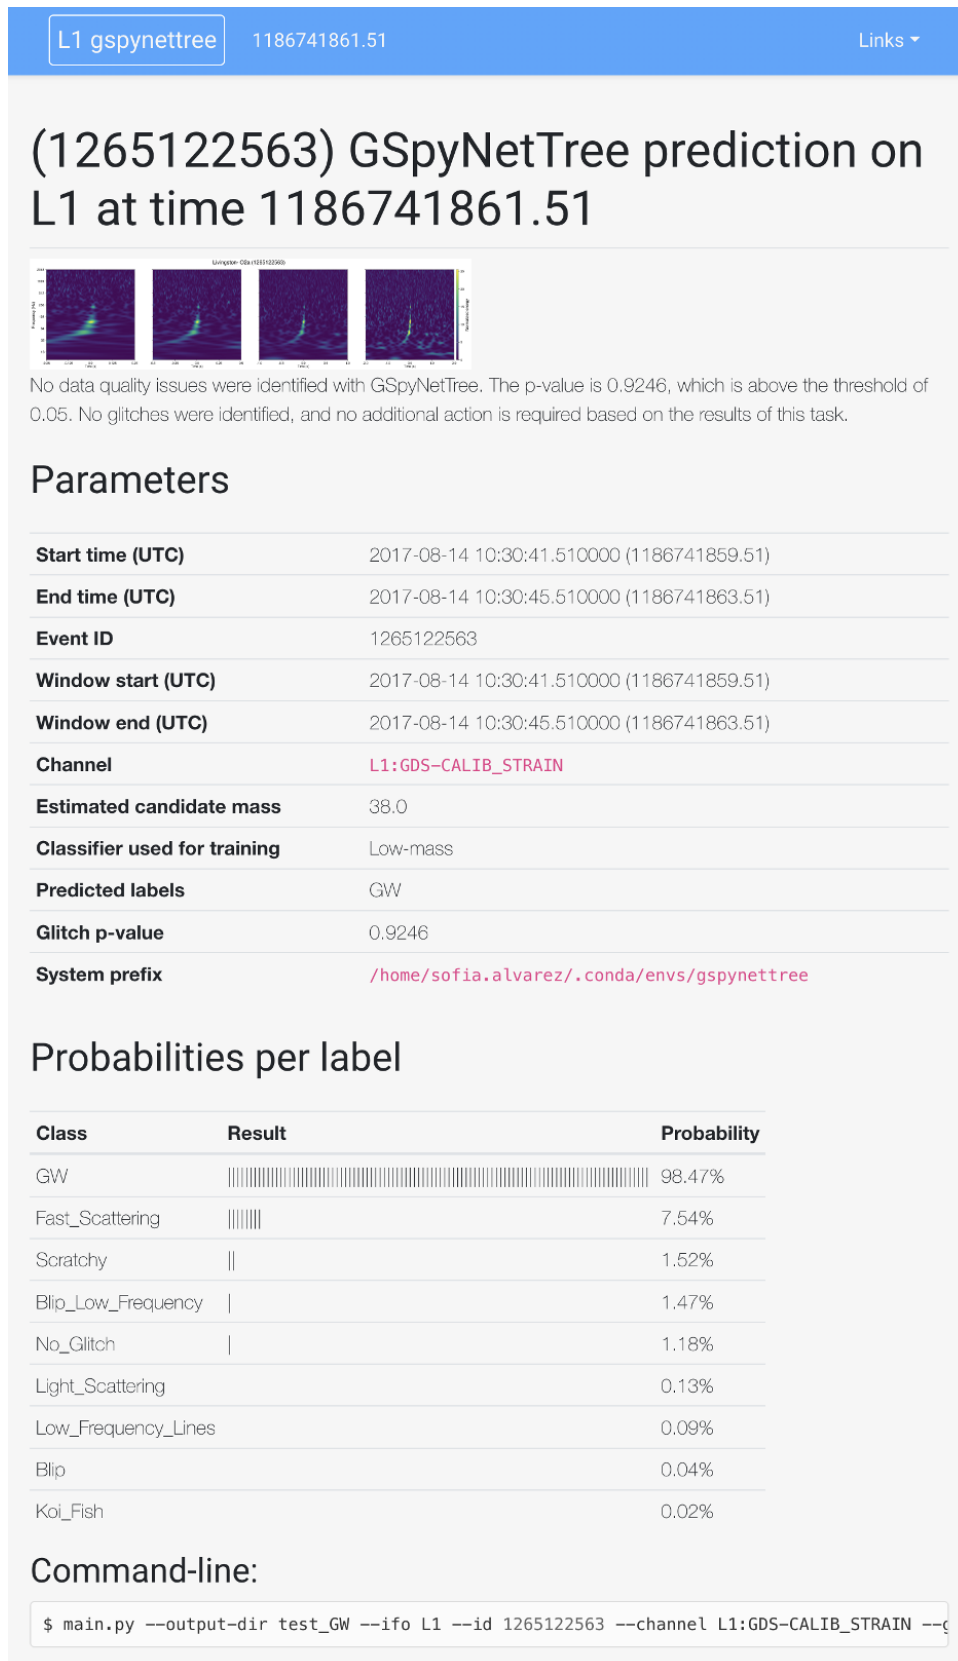 L1 gspynettree 1186741861.51 Links
(1265122563) GSpyNetTree prediction on
L1 at time 1186741861.51
Livingston- O2a (1265122563)
No data quality issues were identified with GSpyNetTree. The p-value is 0.9246, which is above the threshold of
0.05. No glitches were identified, and no additional action is required based on the results of this task.
Parameters
Start time (UTC) 2017-08-14 10:30:41.510000 (1186741859.51)
End time (UTC) 2017-08-14 10:30:45.510000 (1186741863.51)
Event ID 1265122563
Window start (UTC) 2017-08-14 10:30:41.510000 (1186741859.51)
Window end (UTC) 2017-08-14 10:30:45.510000 (1186741863.51)
Channel L1:GDS-CALIB_STRAIN
Estimated candidate mass 38.0
Classifier used for training Low-mass
Predicted labels GW
Glitch p-value 0.9246
System prefix /home/sofia.alvarez/.conda/envs/gspynettree
Probabilities per label
Class Result Probability
GW 98.47%
Fast_Scattering 7.54%
Scratchy 1.52%
Blip_Low_Frequency 1.47%
No_Glitch 1.18%
Light_Scattering 0.13%
Low_Frequency_Lines 0.09%
Blip 0.04%
Koi_Fish 0.02%
Command-line:
$ main.py --output-dir test_GW --ifo L1 --id 1265122563 --channel L1:GDS-CALIB_STRAIN